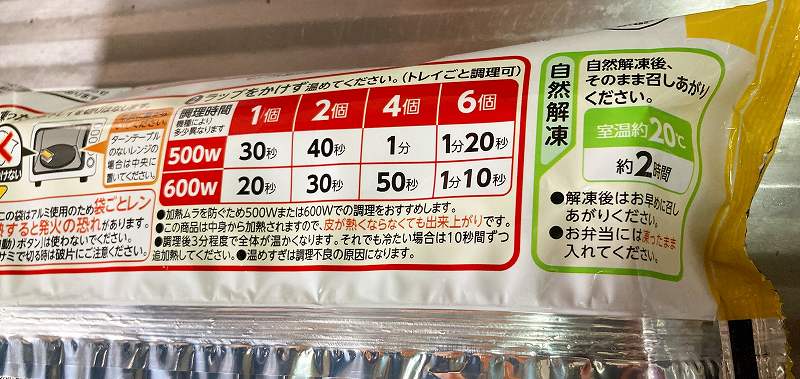 ラップをかけず温めてください。(トレイごと調理可)
調理時間
機種により
多少異なります
1個 2個 4個 6個
500W 30秒 40秒 1分 1分20秒
600W 20秒 30秒 50秒 1分10秒
●加熱ムラを防ぐため500Wまたは600Wでの調理をおすすめします。
●この商品は中身から加熱されますので、皮が熱くならなくても出来上がりです。
●調理後3分程度で全体が温かくなります。それでも冷たい場合は10秒間ずつ
追加熱してください。●温めすぎは調理不良の原因になります。
ターンテーブル
のないレンジの
場合は中央に
置いてください。
この袋はアルミ使用のため袋ごとレン
すると発火の恐れがあります。
ボタン)は使わないでください。
サミで切る時は破片にご注意ください。
自然解凍
自然解凍後、
そのまま召しあがり
ください。
室温約20℃
約2時間
●解凍後はお早めに召し
あがりください。
●お弁当には凍ったまま
入れてください。